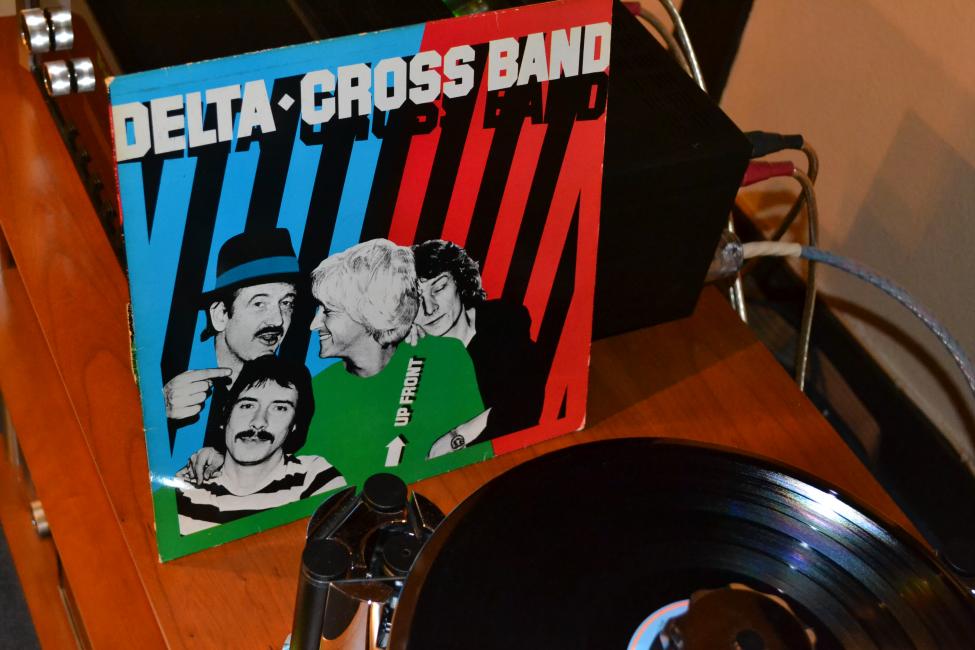 DELTA◆CROSS BAND
UP FRONT